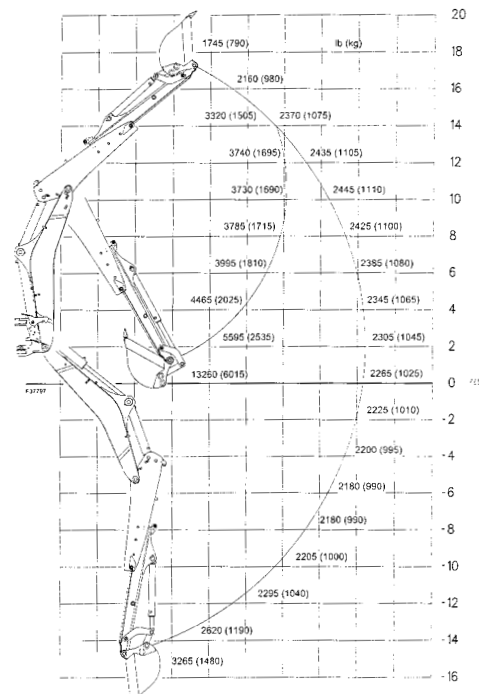 20
1745 (790) lb (kg)
18
2160 (980)
16
3320 (1505) 2370 (1075)
14
3740 (1695) 2435 (1105)
12
3730 (1690) 2445 (1110)
10
3785 (1715) 2425 (1100)
8
3995 (1810) 2385 (1080)
6
4465 (2025) 2345 (1065)
4
5595 (2535) 2305 (1045)
2
13260 (6015) 2265 (1025)
0
F37797
2225 (1010)
-2
2200 (995)
-4
2180 (990)
-6
2180 (990)
-8
2205 (1000)
-10
2295 (1040)
-12
2620 (1190)
-14
3265 (1480)
-16